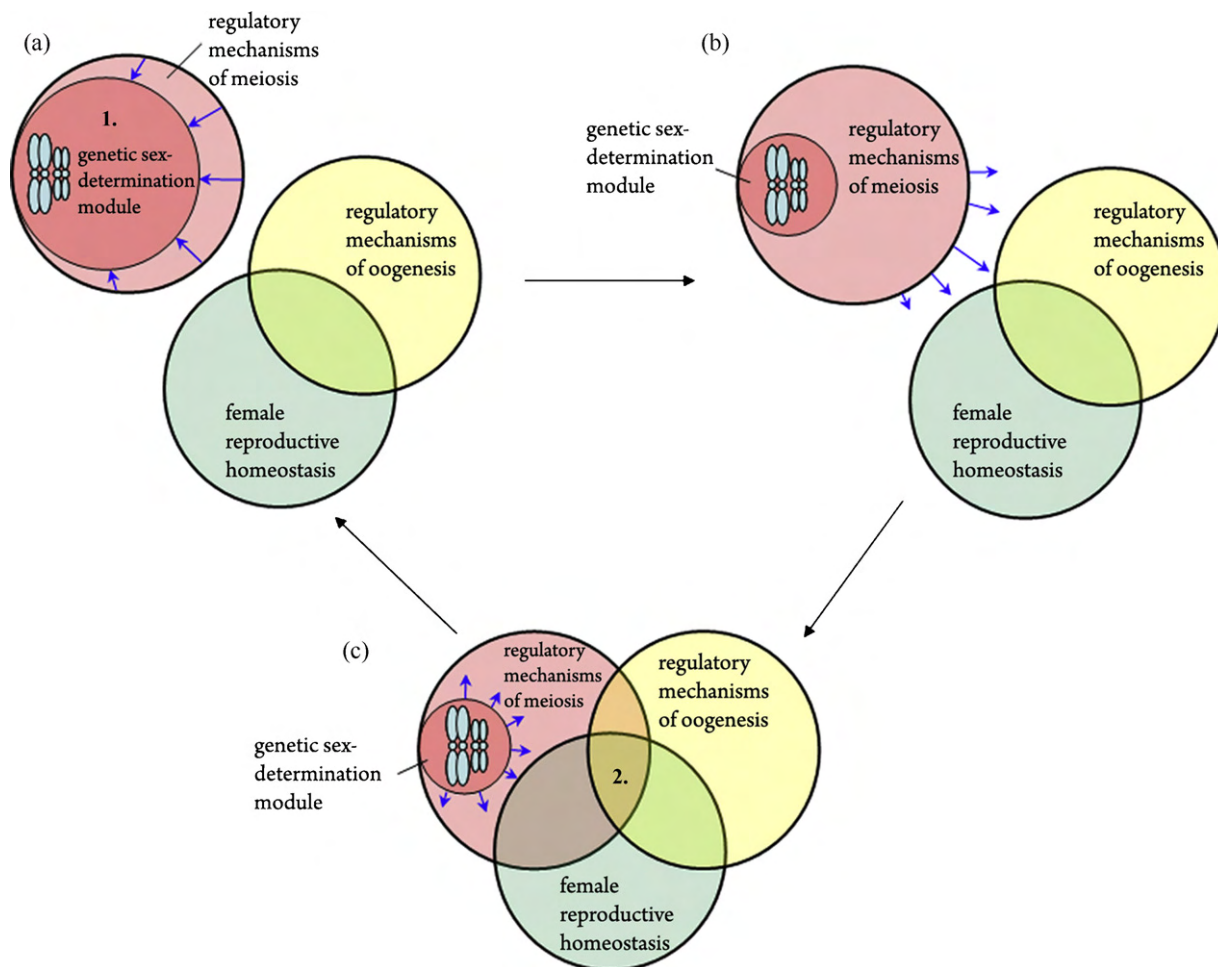 (a)
regulatory
mechanisms
of meiosis
1.
genetic sex-
determination
module
regulatory
mechanisms
of oogenesis
female
reproductive
homeostasis
(b)
genetic sex-
determination
module
regulatory
mechanisms
of meiosis
regulatory
mechanisms
of oogenesis
female
reproductive
homeostasis
(c)
regulatory
mechanisms
of meiosis
genetic sex-
determination
module
regulatory
mechanisms
of oogenesis
2.
female
reproductive
homeostasis